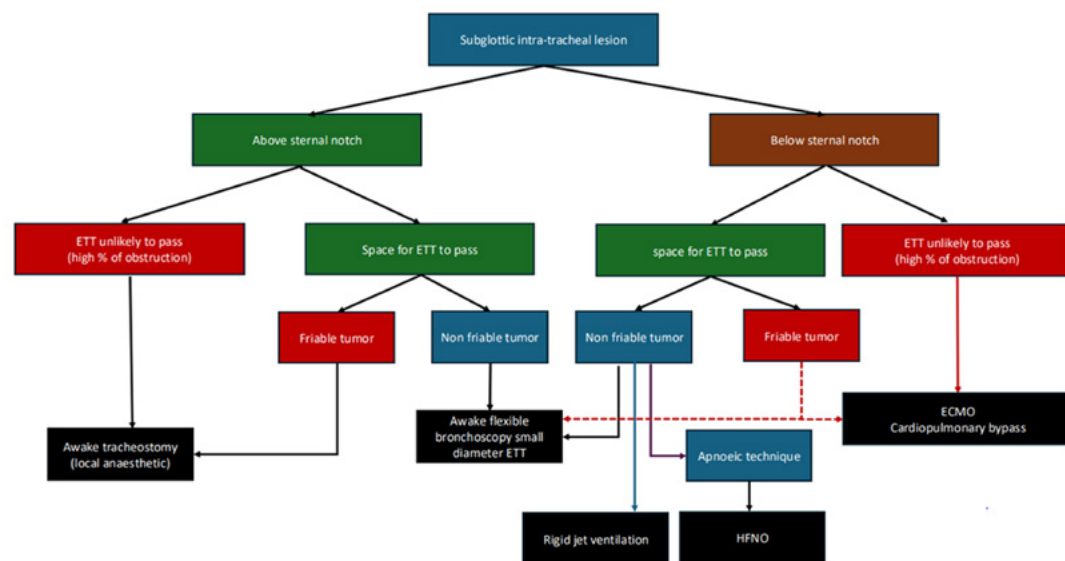 Subglottic intra-tracheal lesion
Above sternal notch
Below sternal notch
ETT unlikely to pass
(high % of obstruction)
Space for ETT to pass
space for ETT to pass
ETT unlikely to pass
(high % of obstruction)
Friable tumor
Non friable tumor
Non friable tumor
Friable tumor
Awake tracheostomy
(local anaesthetic)
Awake flexible
bronchoscopy small
diameter ETT
ECMO
Cardiopulmonary bypass
Apnoeic technique
Rigid jet ventilation
HFNO